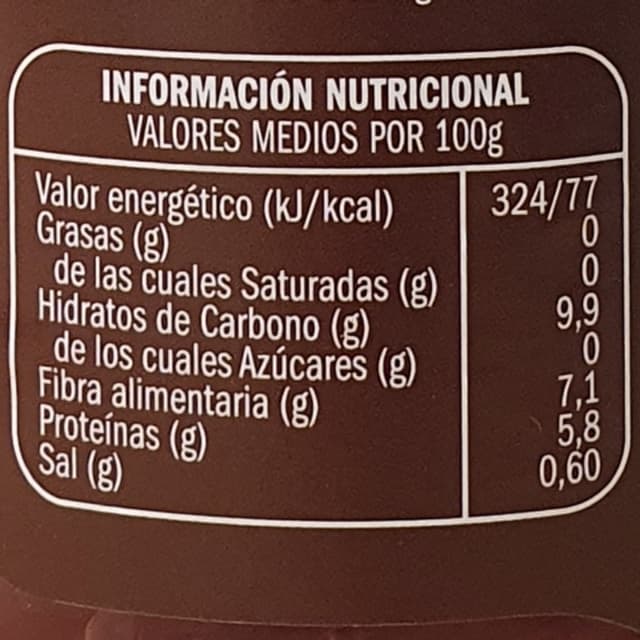 INFORMACIÓN NUTRICIONAL
VALORES MEDIOS POR 100g
Valor energético (kJ/kcal) 324/77
Grasas (g) 0
de las cuales Saturadas (g) 0
Hidratos de Carbono (g) 9,9
de los cuales Azúcares (g) 0
Fibra alimentaria (g) 7,1
Proteínas (g) 5,8
Sal (g) 0,60